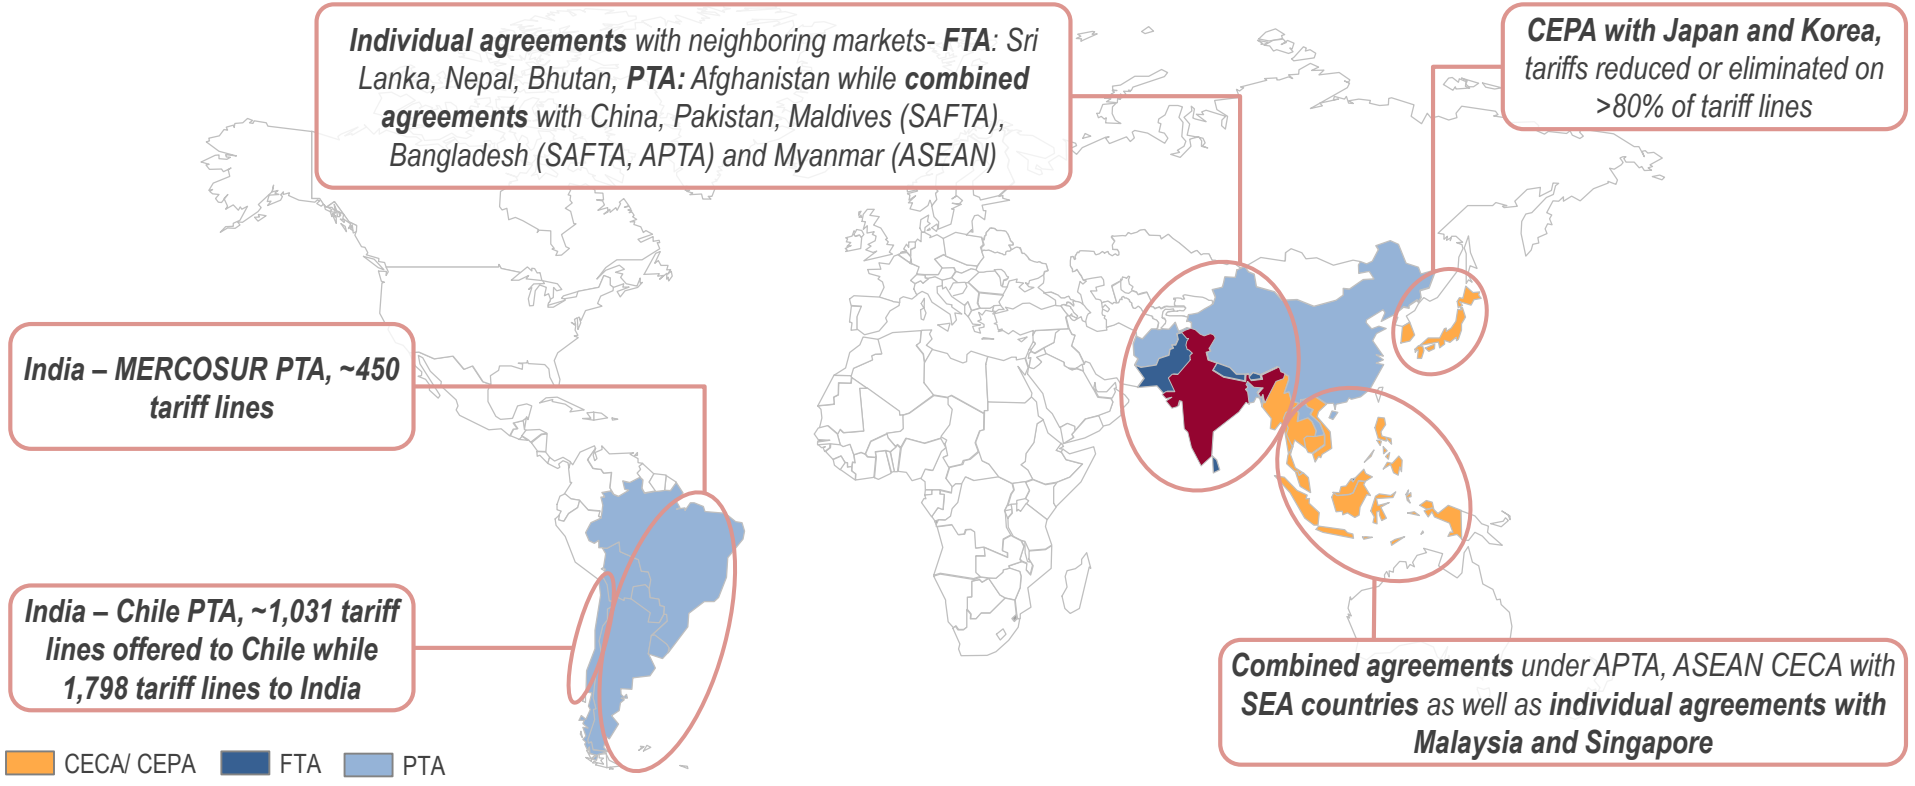 Individual agreements with neighboring markets- FTA: Sri
Lanka, Nepal, Bhutan, PTA: Afghanistan while combined
agreements with China, Pakistan, Maldives (SAFTA),
Bangladesh (SAFTA, APTA) and Myanmar (ASEAN)
CEPA with Japan and Korea,
tariffs reduced or eliminated on
>80% of tariff lines
India – MERCOSUR PTA, ~450
tariff lines
India – Chile PTA, ~1,031 tariff
lines offered to Chile while
1,798 tariff lines to India
Combined agreements under APTA, ASEAN CECA with
SEA countries as well as individual agreements with
Malaysia and Singapore
CECA/ CEPA
FTA
PTA